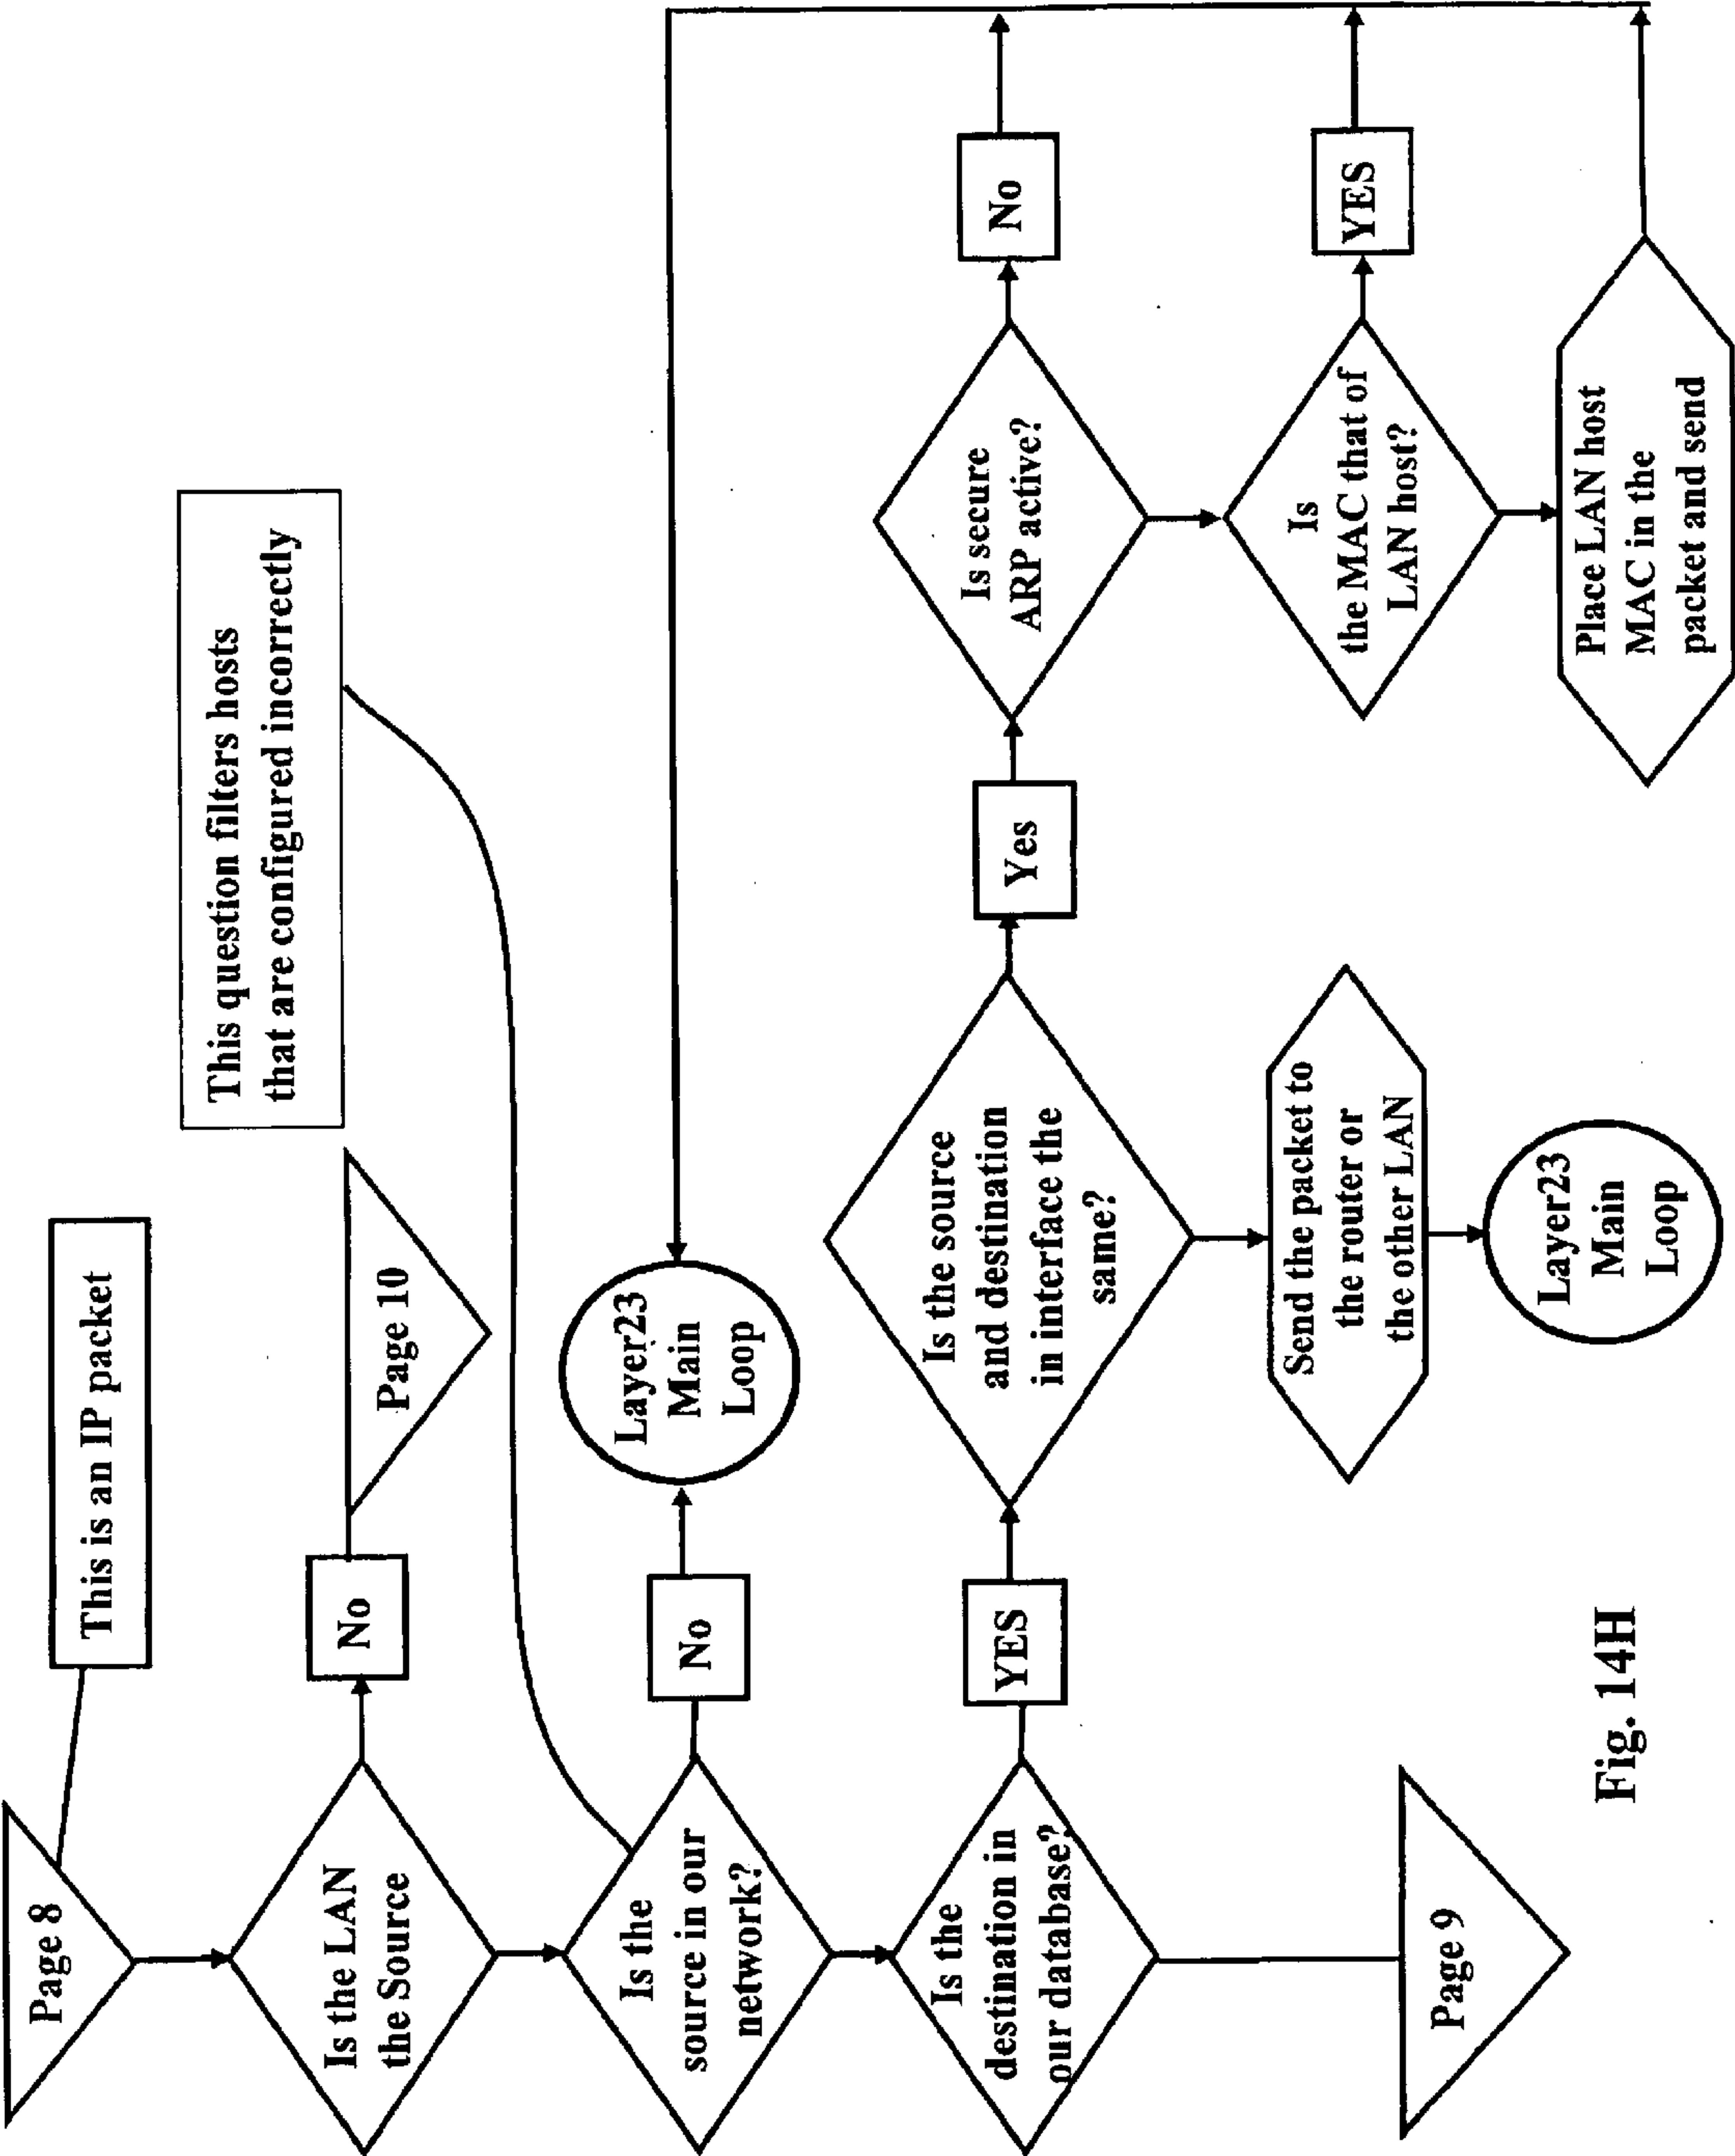 Page 8
This is an IP packet
Is the LAN
the Source
No
Page 10
This question filters hosts
that are configured incorrectly
Is the
source in our
network?
No
Layer23
Main
Loop
Is the
destination in
our database?
YES
Is the source
and destination
in interface the
same?
Yes
Is secure
ARP active?
No
Is
the MAC that of
LAN host?
YES
Place LAN host
MAC in the
packet and send
Send the packet to
the router or
the other LAN
Layer23
Main
Loop
Page 9
Fig. 14H